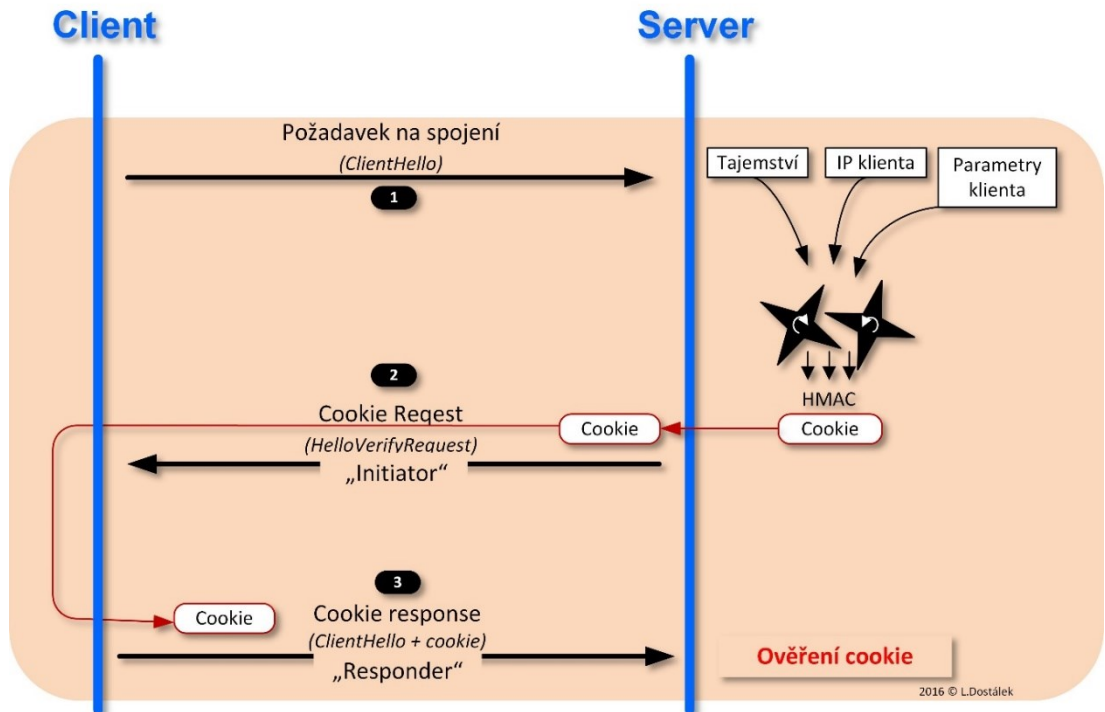 Client
Server
Požadavek na spojení
(ClientHello)
1
Tajemství
IP klienta
Parametry
klienta
2
Cookie Reqest
(HelloVerifyRequest)
„Initiator“
HMAC
Cookie
Cookie
3
Cookie
Cookie response
(ClientHello + cookie)
„Responder“
Ověření cookie
2016 © L.Dostálek